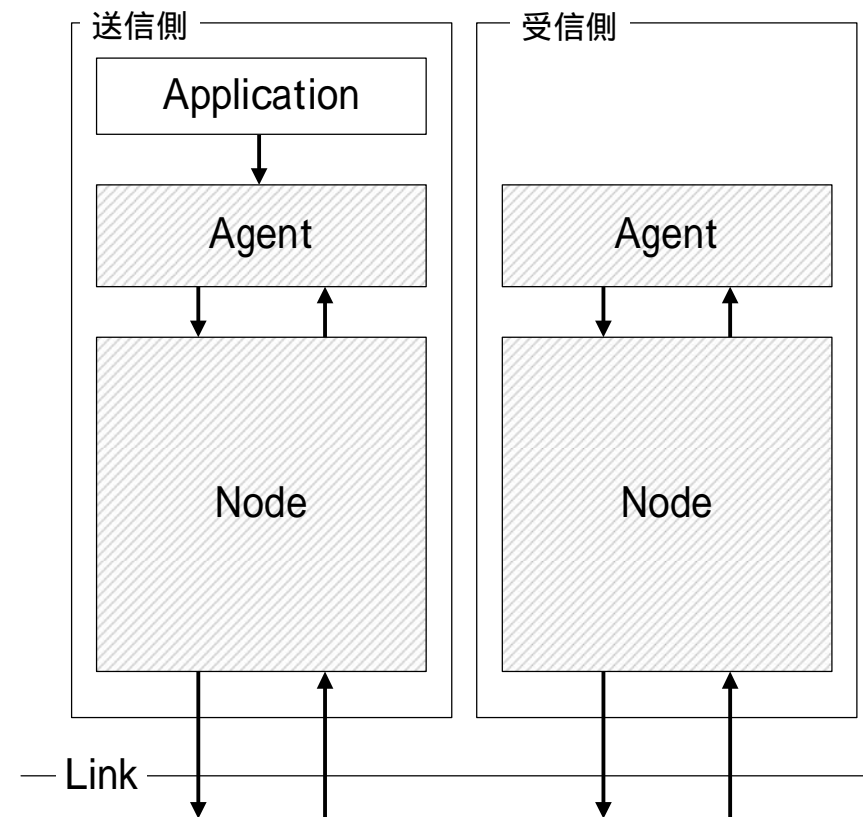 送信側
受信側
Application
Agent
Agent
Node
Node
Link